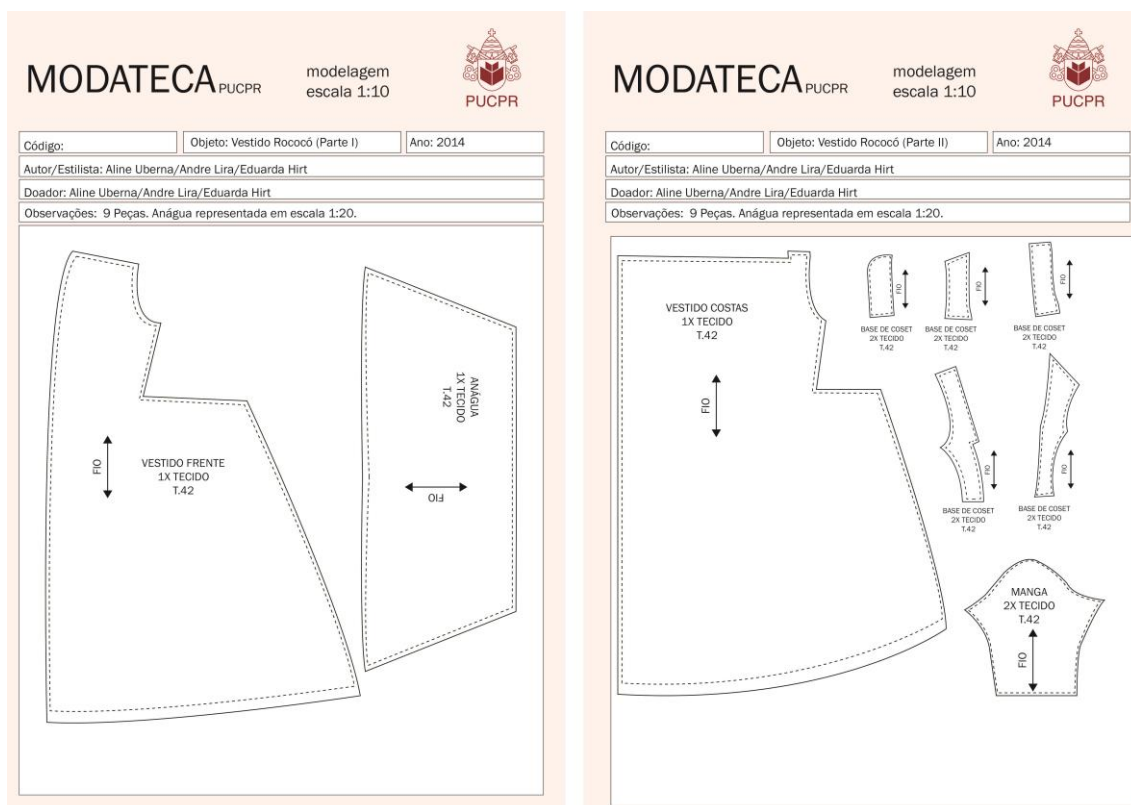 MODATECA PUCPR
modelagem
escala 1:10
PUCPR
Código:
Objeto: Vestido Rococó (Parte I)
Ano: 2014
Autor/Estilista: Aline Uberna/Andre Lira/Eduarda Hirt
Doador: Aline Uberna/Andre Lira/Eduarda Hirt
Observações: 9 Peças. Anágua representada em escala 1:20.
ANÁGUA
1X TECIDO
T.42
FIO
FIO
VESTIDO FRENTE
1X TECIDO
T.42
MODATECA PUCPR
modelagem
escala 1:10
PUCPR
Código:
Objeto: Vestido Rococó (Parte II)
Ano: 2014
Autor/Estilista: Aline Uberna/Andre Lira/Eduarda Hirt
Doador: Aline Uberna/Andre Lira/Eduarda Hirt
Observações: 9 Peças. Anágua representada em escala 1:20.
VESTIDO COSTAS
1X TECIDO
T.42
FIO
FIO
BASE DE COSET
2X TECIDO
T.42
FIO
BASE DE COSET
2X TECIDO
T.42
FIO
BASE DE COSET
2X TECIDO
T.42
FIO
BASE DE COSET
2X TECIDO
T.42
FIO
BASE DE COSET
2X TECIDO
T.42
MANGA
2X TECIDO
T.42
FIO